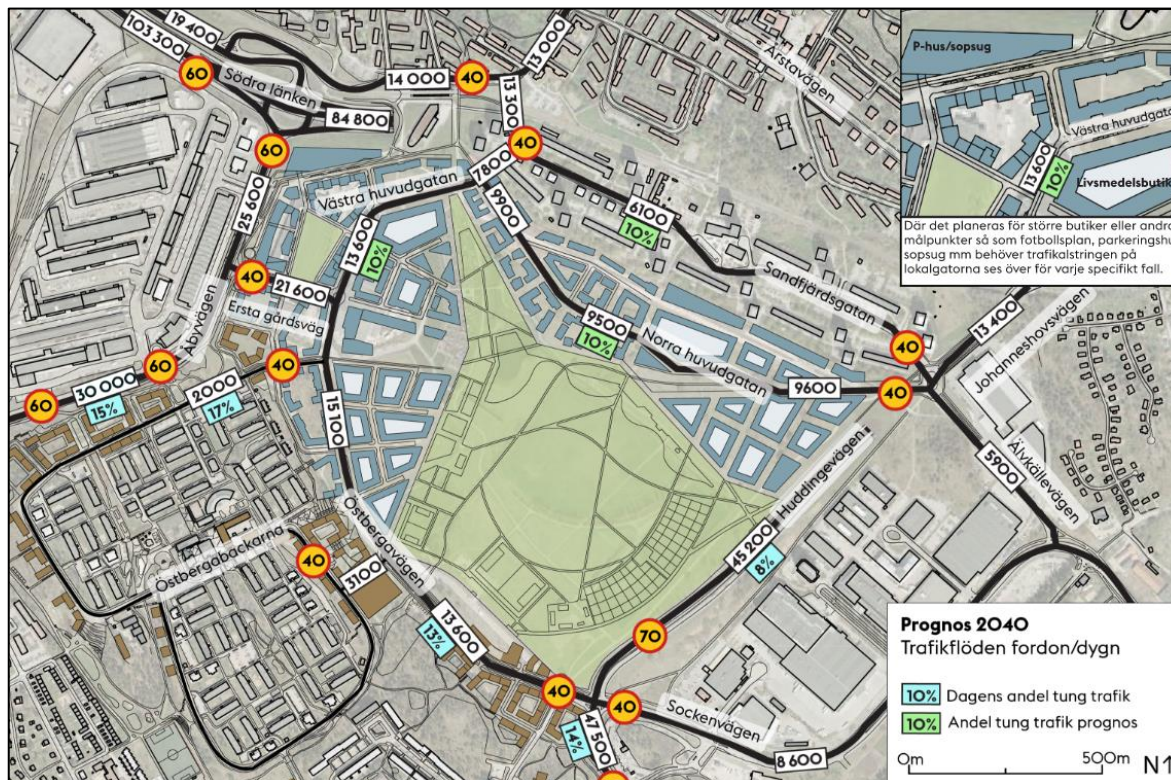 103 300
19 400
60
Södra länken
84 800
14 000
40
13 000
13 300
Årstavägen
40
60
25 600
Västra huvudgatan
7800
9900
13 600
10%
6100
10%
Sandfjärdsgatan
40
21 600
Ersta gårdsväg
Åbyvägen
60
40
60
30 000
15%
2000
17%
15 100
9500
10%
Norra huvudgatan
9600
40
40
13 400
Johanneshovsvägen
Älvkällevägen
5900
Huddingevägen
45 200
8%
70
Östbergabackarna
40
3100
Östbergavägen
13 600
13%
40
40
Sockenvägen
47 500
14%
8 600
P-hus/sopsug
Västra huvudgata
13 600
10%
Livsmedelsbutik
Där det planeras för större butiker eller andra
målpunkter så som fotbollsplan, parkeringshu
sopsug mm behöver trafikalstringen på
lokalgatorna ses över för varje specifikt fall.
Prognos 2040
Trafikflöden fordon/dygn
10% Dagens andel tung trafik
10% Andel tung trafik prognos
0m 500m N